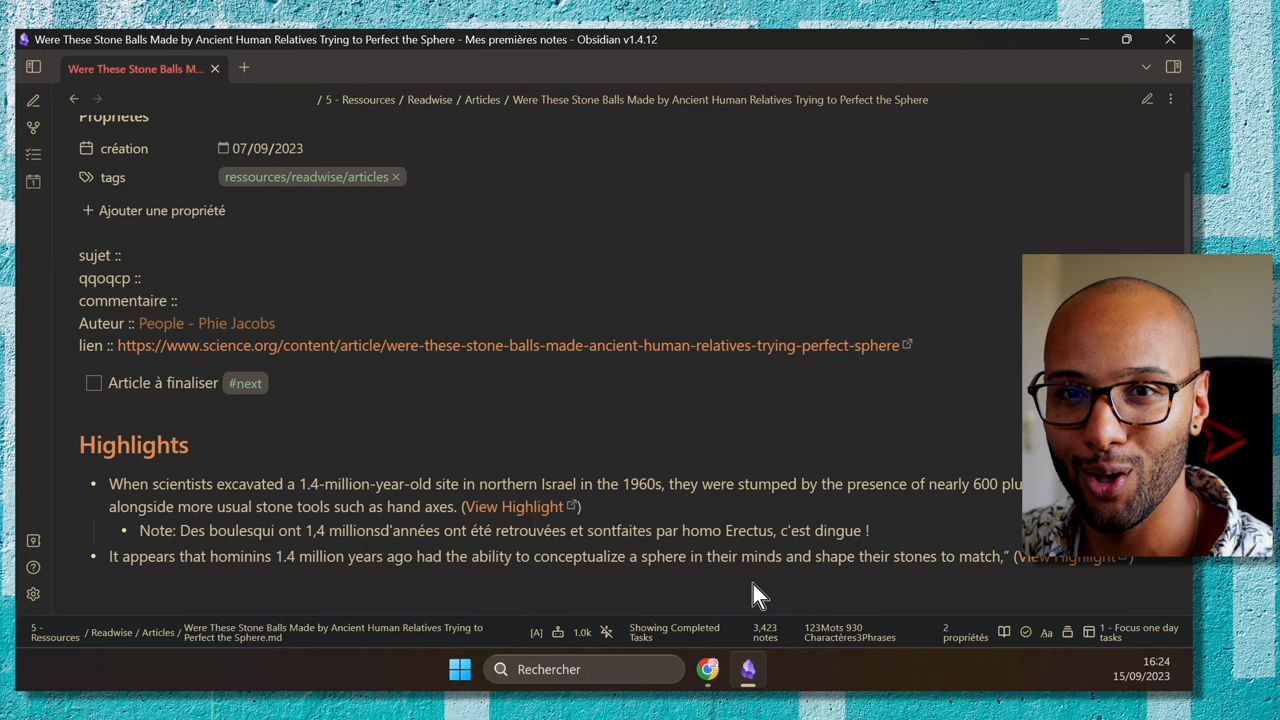 Were These Stone Balls Made by Ancient Human Relatives Trying to Perfect the Sphere - Mes premières notes - Obsidian v1.4.12
Were These Stone Balls M...
/ 5 - Ressources / Readwise / Articles / Were These Stone Balls Made by Ancient Human Relatives Trying to Perfect the Sphere
Propriétés
création 07/09/2023
tags ressources/readwise/articles
Ajouter une propriété
sujet ::
qqoqcp ::
commentaire ::
Auteur :: People - Phie Jacobs
lien :: https://www.science.org/content/article/were-these-stone-balls-made-ancient-human-relatives-trying-perfect-sphere
Article à finaliser #next
Highlights
When scientists excavated a 1.4-million-year-old site in northern Israel in the 1960s, they were stumped by the presence of nearly 600
alongside more usual stone tools such as hand axes. (View Highlight)
Note: Des boulesqui ont 1,4 millionsd'années ont été retrouvées et sontfaites par homo Erectus, c'est dingue !
It appears that hominins 1.4 million years ago had the ability to conceptualize a sphere in their minds and shape their stones to match,” (View Highlight)
5 -
Ressources / Readwise / Articles / Were These Stone Balls Made by Ancient Human Relatives Trying to
Perfect the Sphere.md
[A] 1.0k
Showing Completed
Tasks
3,423
notes
123Mots 930
Charactères3Phrases
2
propriétés
Aa
1 - Focus one day
tasks
Rechercher
16:24
15/09/2023